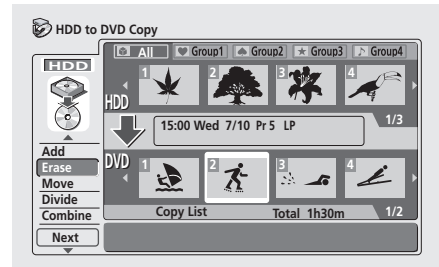 HDD to DVD Copy
All Group1 Group2 Group3 Group4
HDD
1 2 3 4
HDD
1/3
15:00 Wed 7/10 Pr 5 LP
DVD
1 2 3 4
Add
Erase
Move
Divide
Combine
Copy List Total 1h30m 1/2
Next